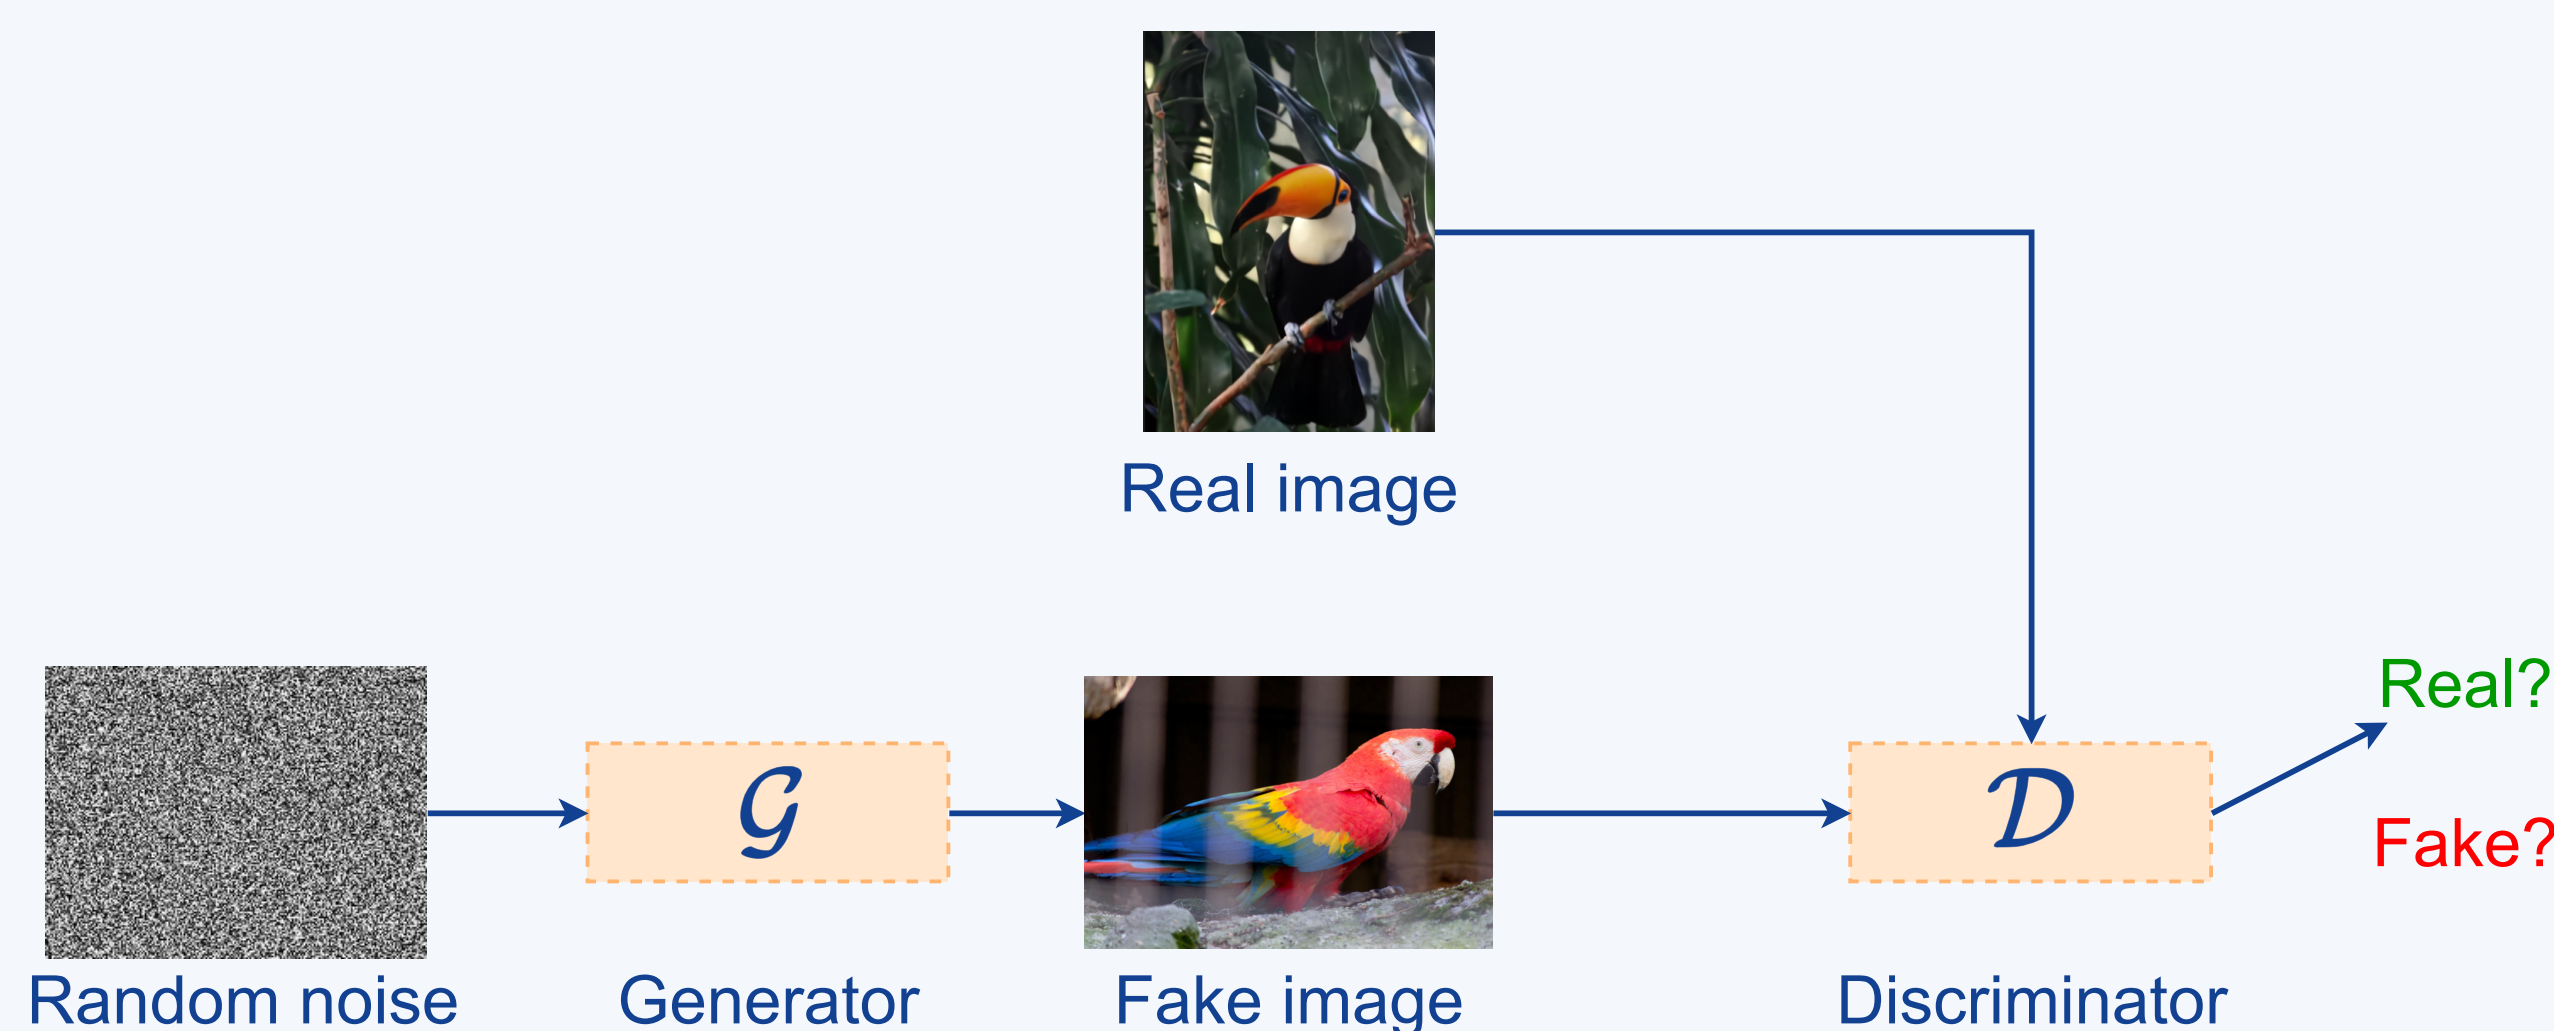 Real image
Real?
𝒢
𝒟
Fake?
Random noise
Generator
Fake image
Discriminator